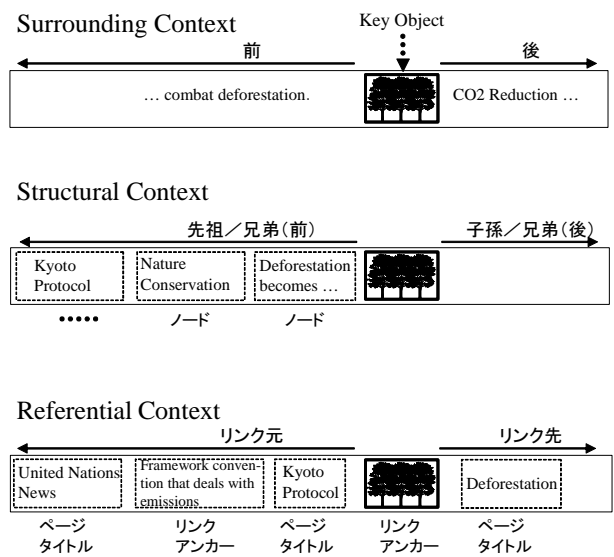 Surrounding Context
Key Object
前
後
… combat deforestation.
CO2 Reduction …
Structural Context
先祖／兄弟(前)
子孫／兄弟(後)
Kyoto
Protocol
Nature
Conservation
Deforestation
becomes …
ノード
ノード
Referential Context
リンク元
リンク先
United Nations
News
Framework conven-
tion that deals with
emissions
Kyoto
Protocol
Deforestation
ページ
タイトル
リンク
アンカー
ページ
タイトル
リンク
アンカー
ページ
タイトル